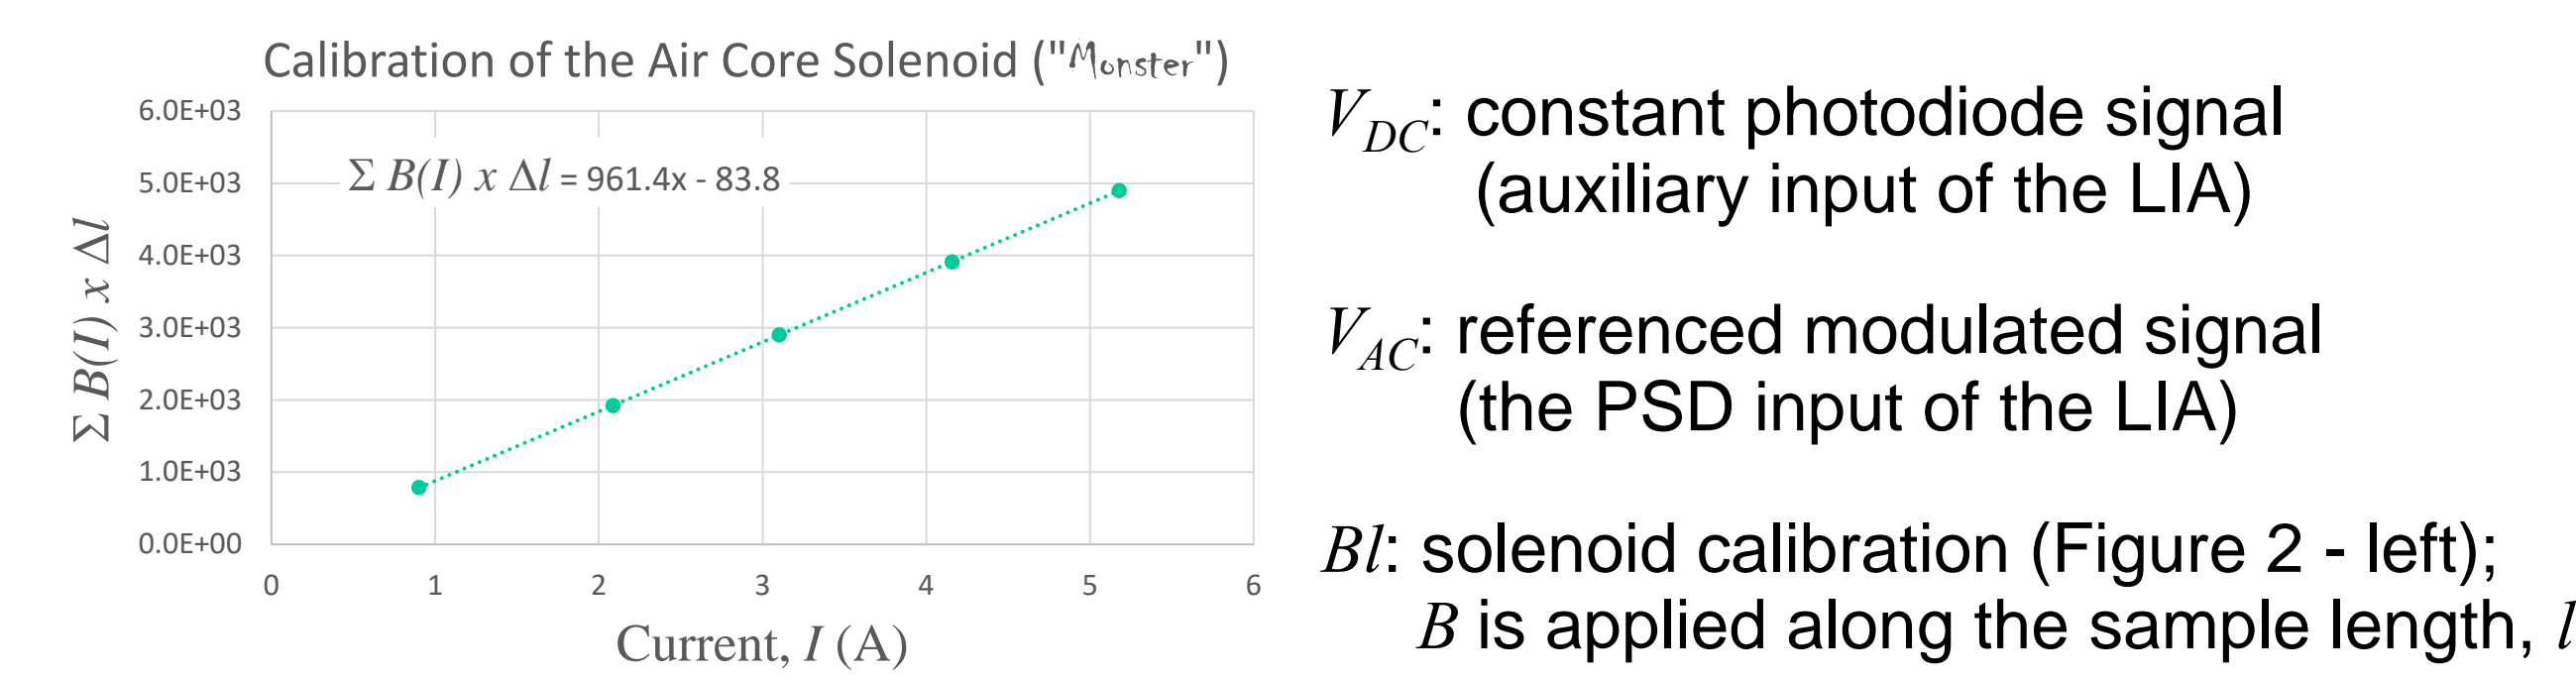 Calibration of the Air Core Solenoid ("Monster")
6.0E+03
5.0E+03
4.0E+03
3.0E+03
2.0E+03
1.0E+03
0.0E+00
Σ B(I) x Δl
Σ B(I) x Δl = 961.4x - 83.8
0 1 2 3 4 5 6
Current, I (A)
V_DC: constant photodiode signal
(auxiliary input of the LIA)
V_AC: referenced modulated signal
(the PSD input of the LIA)
Bl: solenoid calibration (Figure 2 - left);
B is applied along the sample length, l